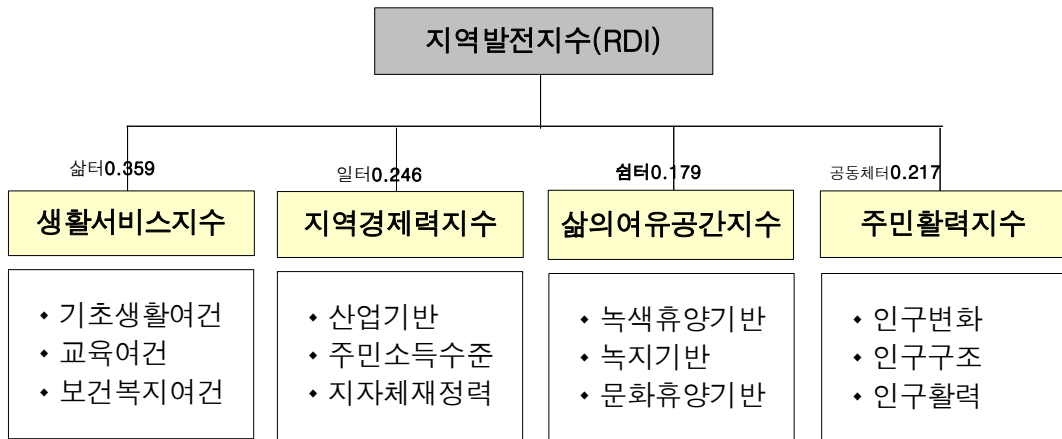 지역발전지수(RDI)
삶터0.359
일터0.246
쉼터0.179
공동체터0.217
생활서비스지수
지역경제력지수
삶의여유공간지수
주민활력지수
◆ 기초생활여건
◆ 교육여건
◆ 보건복지여건
◆ 산업기반
◆ 주민소득수준
◆ 지자체재정력
◆ 녹색휴양기반
◆ 녹지기반
◆ 문화휴양기반
◆ 인구변화
◆ 인구구조
◆ 인구활력